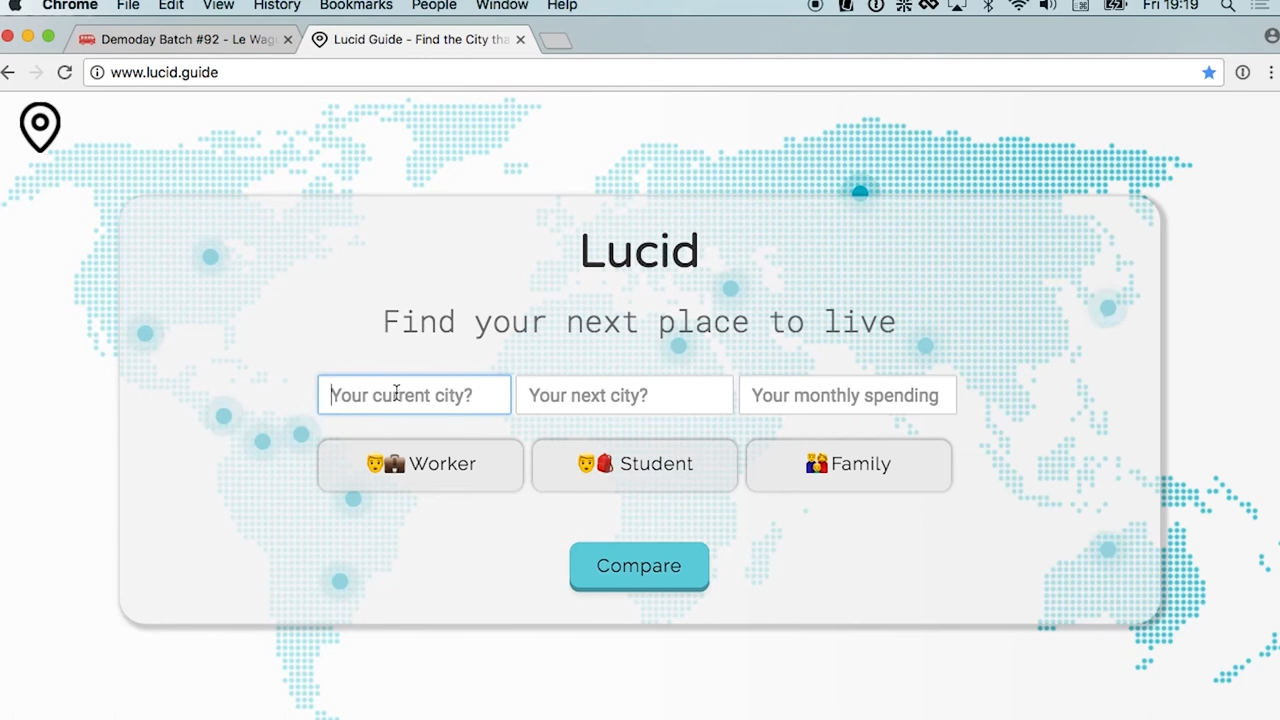 Chrome File Edit View History Bookmarks People Window Help Fri 19:19
Demoday Batch #92 - Le Wag
Lucid Guide - Find the City tha
www.lucid.guide
Lucid
Find your next place to live
Your current city? Your next city? Your monthly spending
Worker Student Family
Compare